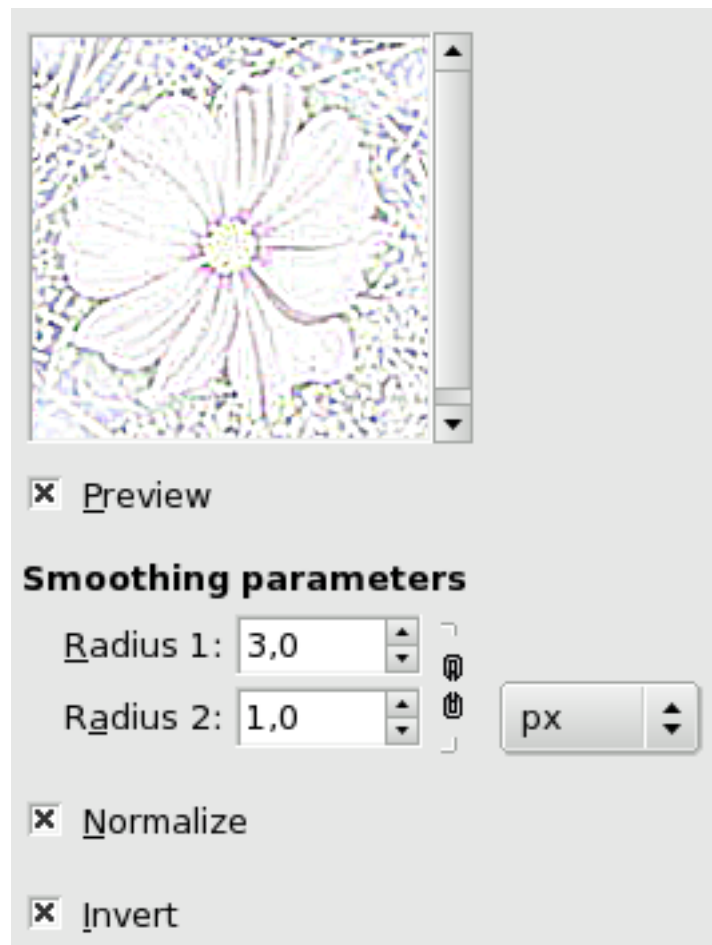 Preview
Smoothing parameters
Radius 1: 3,0
Radius 2: 1,0
px
Normalize
Invert